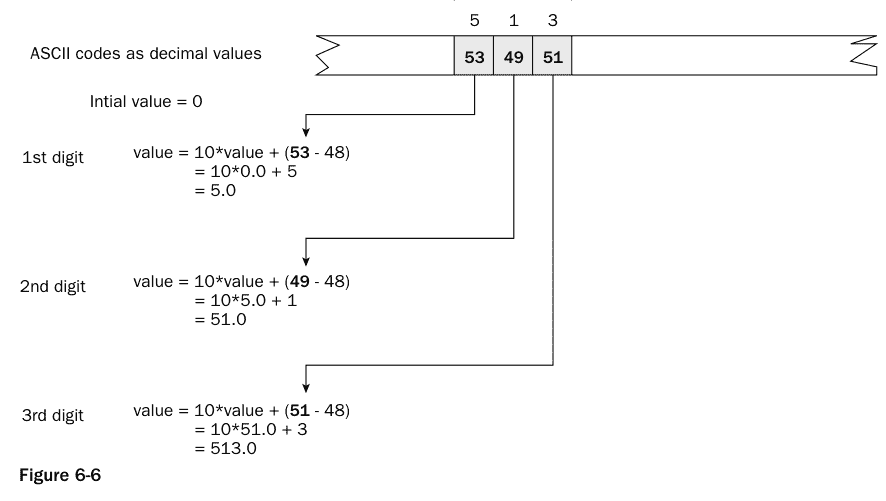 5 1 3
ASCII codes as decimal values
53 49 51
Intial value = 0
1st digit
value = 10*value + (53 - 48)
= 10*0.0 + 5
= 5.0
2nd digit
value = 10*value + (49 - 48)
= 10*5.0 + 1
= 51.0
3rd digit
value = 10*value + (51 - 48)
= 10*51.0 + 3
= 513.0
Figure 6-6